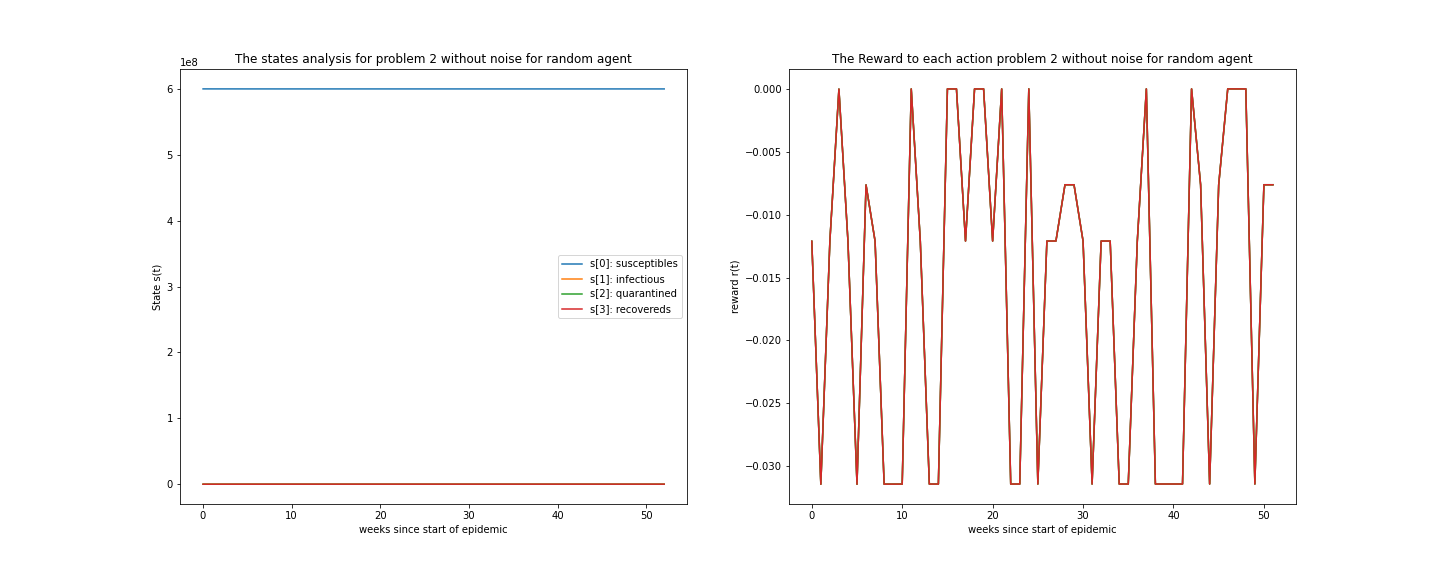 The states analysis for problem 2 without noise for random agent
1e8
6
5
4
3
2
1
0
State s(t)
s[0]: susceptibles
s[1]: infectious
s[2]: quarantined
s[3]: recovereds
0 10 20 30 40 50
weeks since start of epidemic
The Reward to each action problem 2 without noise for random agent
0.000
−0.005
−0.010
−0.015
−0.020
−0.025
−0.030
reward r(t)
0 10 20 30 40 50
weeks since start of epidemic